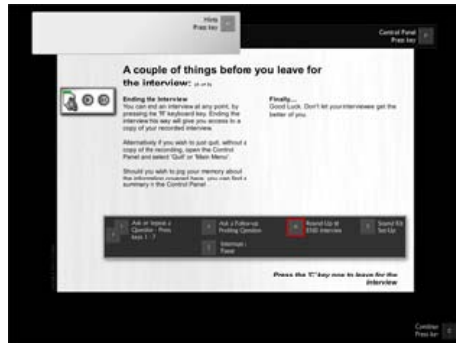 Hints
Press key
Control Panel
Press key
A couple of things before you leave for
the interview:
Ending the Interview
You can end an interview at any point, by
pressing the 'R' keyboard key. Ending the
interview this way will give you access to a
copy of your recorded interview.
Alternatively if you wish to just quit, without a
copy of the recording, open the Control
Panel and select 'Quit' or 'Main Menu'.
Should you wish to jog your memory about
the information covered here, you can find a
summary in the Control Panel
Finally...
Good Luck. Don't let your interviewee get the
better of you.
Ask or repeat a
Question - Press
keys 1 - 7
Ask a Follow-up
Probing Question
Round-Up &
END Interview
Sound Kit
Set-Up
Panel
Press the 'C' key now to leave for the
interview
Continue
Press key